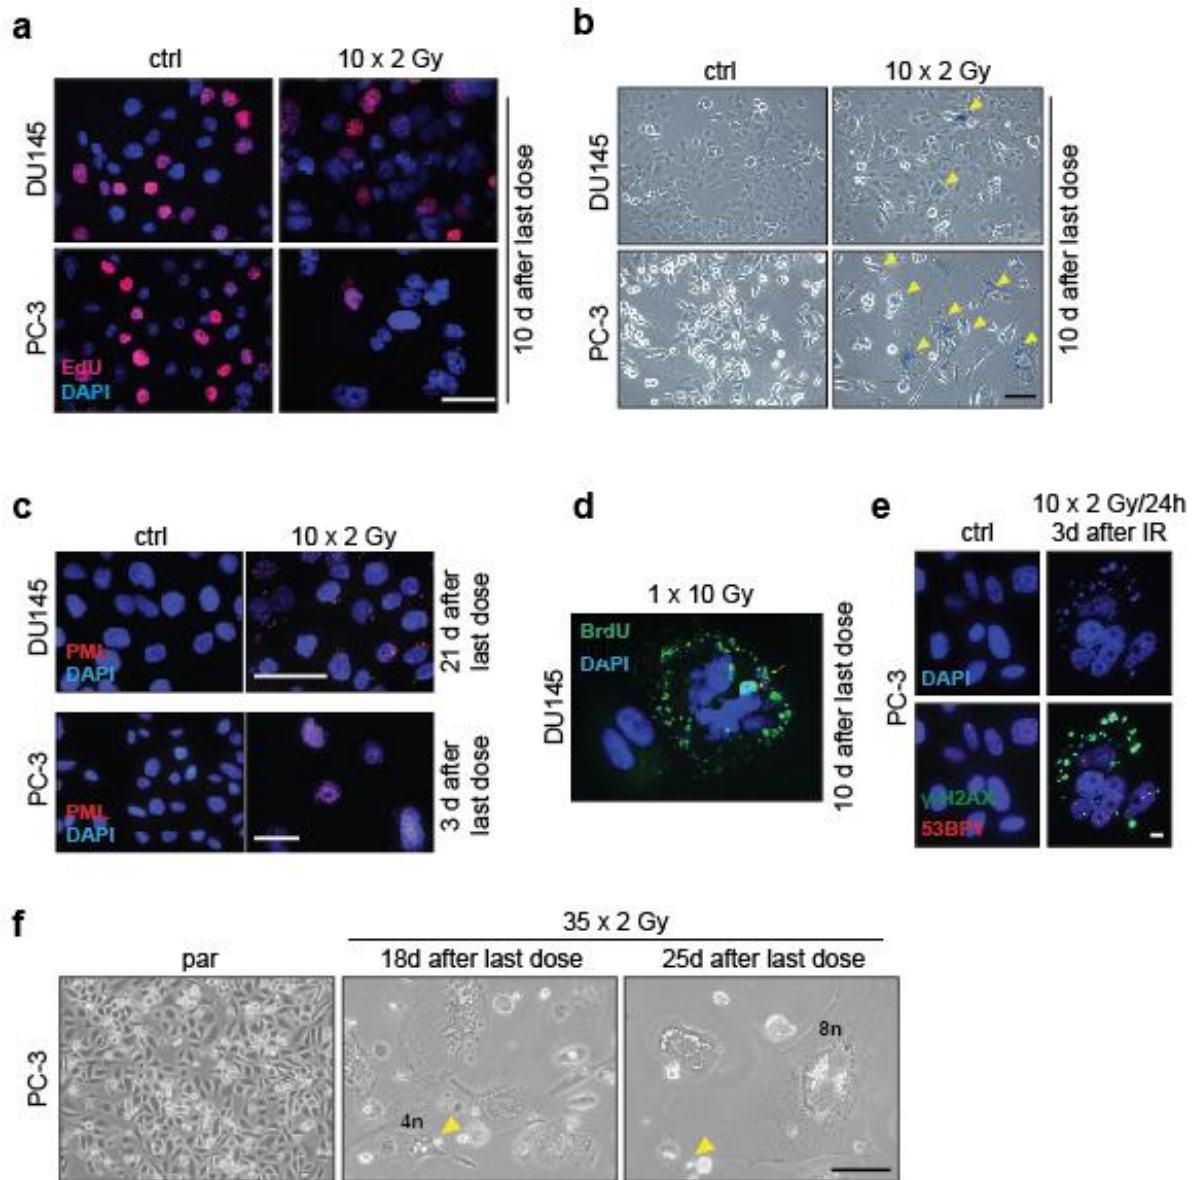 a
ctrl
10 x 2 Gy
DU145
PC-3
EdU
DAPI
10 d after last dose
b
ctrl
10 x 2 Gy
DU145
PC-3
10 d after last dose
c
ctrl
10 x 2 Gy
DU145
PML
DAPI
21 d after
last dose
PC-3
PML
DAPI
3 d after
last dose
d
1 x 10 Gy
DU145
BrdU
DAPI
10 d after last dose
e
ctrl
10 x 2 Gy/24h
3d after IR
PC-3
DAPI
γH2AX
53BP1
f
35 x 2 Gy
par
18d after last dose
25d after last dose
PC-3
4n
8n